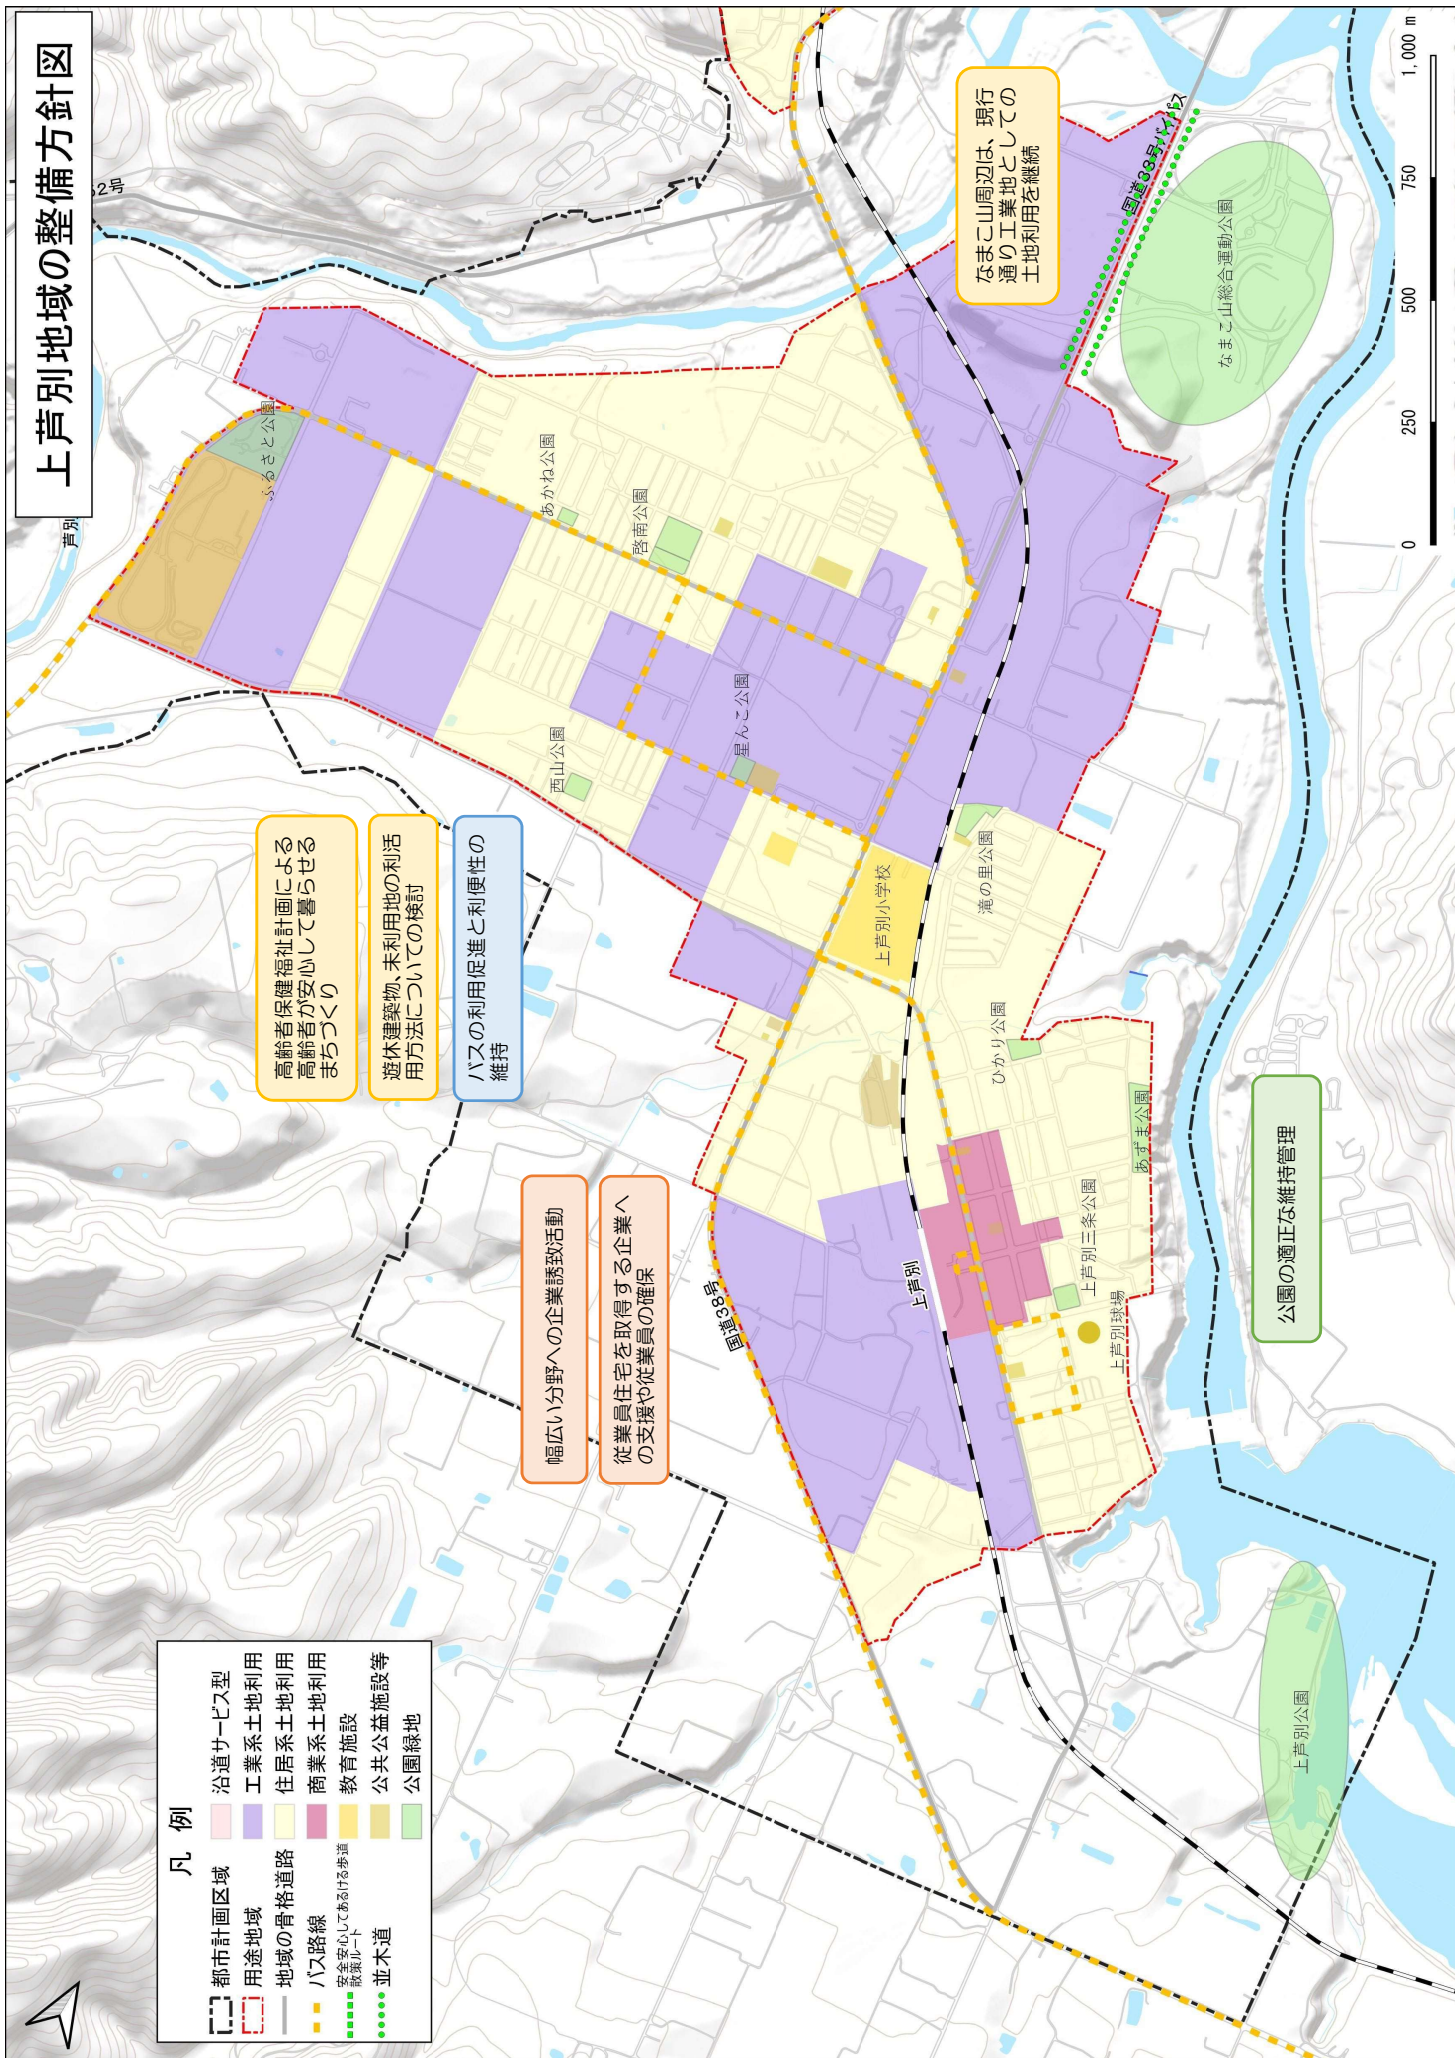 上芦別地域の整備方針図
凡 例
都市計画区域
用途地域
地域の骨格道路
バス路線
安全安心してあるける歩道
散策ルート
並木道
沿道サービス型
工業系土地利用
住居系土地利用
商業系土地利用
教育施設
公共公益施設等
公園緑地
高齢者保健福祉計画による
高齢者が安心して暮らせる
まちづくり
遊休建築物、未利用地の利活
用方法についての検討
バスの利用促進と利便性の
維持
幅広い分野への企業誘致活動
従業員住宅を取得する企業へ
の支援や従業員の確保
なまこ山周辺は、現行
通り工業地としての
土地利用を継続
公園の適正な維持管理
芦別
52号
ふるさと公園
あかね公園
啓南公園
西山公園
星んこ公園
上芦別小学校
滝の里公園
ひかり公園
あずま公園
上芦別三条公園
上芦別球場
上芦別
国道38号
国道38号バイパス
なまこ山総合運動公園
上芦別公園
0
250
500
750
1,000 m